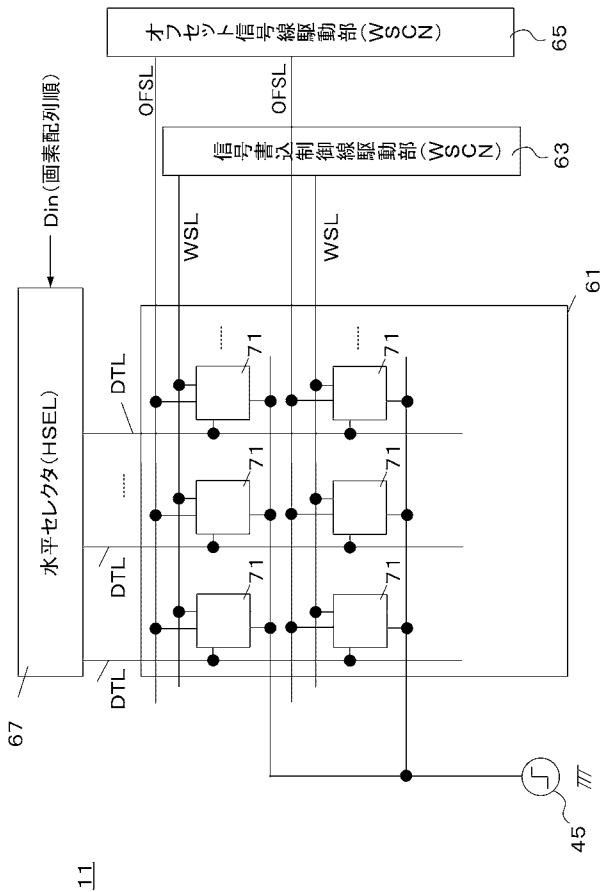 11
67
水平セレクタ(HSEL)
Din(画素配列順)
DTL
DTL
......
DTL
OFSL
WSL
OFSL
WSL
オフセット信号線駆動部(WSCN)
65
信号書込制御線駆動部(WSCN)
63
61
71
71
71
......
71
71
71
......
45